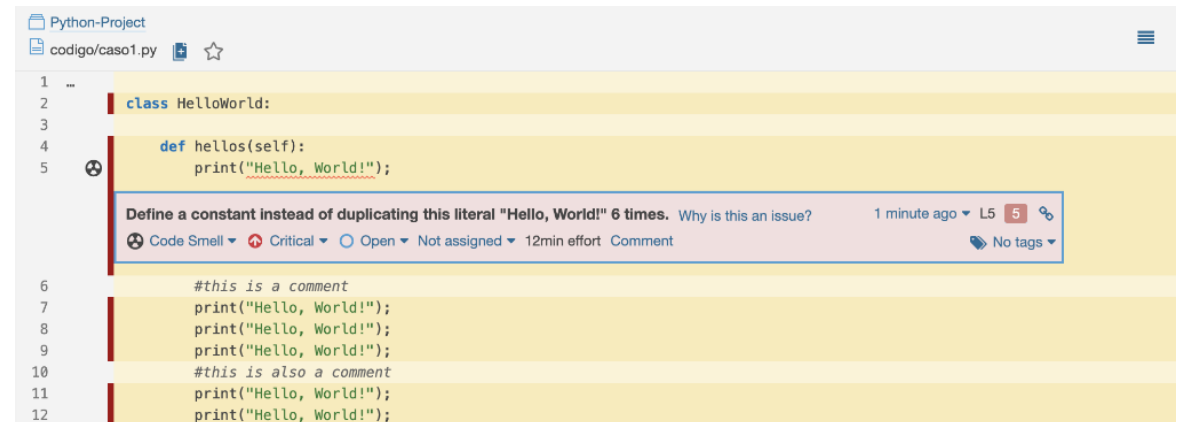 Python-Project
codigo/caso1.py
1 …
2 class HelloWorld:
3
4 def hellos(self):
5 print("Hello, World!");
Define a constant instead of duplicating this literal "Hello, World!" 6 times. Why is this an issue? 1 minute ago L5 5
Code Smell Critical Open Not assigned 12min effort Comment No tags
6 #this is a comment
7 print("Hello, World!");
8 print("Hello, World!");
9 print("Hello, World!");
10 #this is also a comment
11 print("Hello, World!");
12 print("Hello, World!");